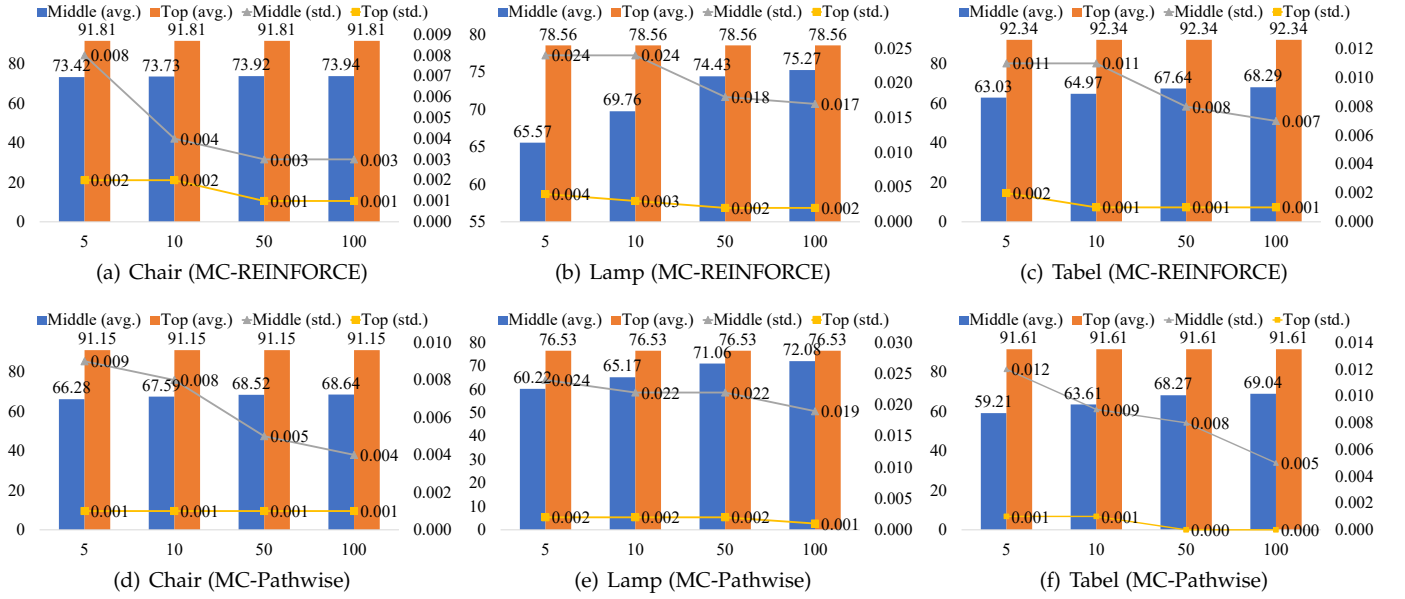 Middle (avg.) Top (avg.) Middle (std.) Top (std.)
91.81 91.81 91.81 91.81
73.42 73.73 73.92 73.94
0.008 0.004 0.003 0.003
0.002 0.002 0.001 0.001
80
60
40
20
0
0.009
0.008
0.007
0.006
0.005
0.004
0.003
0.002
0.001
0.000
5 10 50 100
(a) Chair (MC-REINFORCE)
Middle (avg.) Top (avg.) Middle (std.) Top (std.)
78.56 78.56 78.56 78.56
65.57 69.76 74.43 75.27
0.024 0.024 0.018 0.017
0.004 0.003 0.002 0.002
80
75
70
65
60
55
0.025
0.020
0.015
0.010
0.005
0.000
5 10 50 100
(b) Lamp (MC-REINFORCE)
Middle (avg.) Top (avg.) Middle (std.) Top (std.)
92.34 92.34 92.34 92.34
63.03 64.97 67.64 68.29
0.011 0.011 0.008 0.007
0.002 0.001 0.001 0.001
80
60
40
20
0
0.012
0.010
0.008
0.006
0.004
0.002
0.000
5 10 50 100
(c) Tabel (MC-REINFORCE)
Middle (avg.) Top (avg.) Middle (std.) Top (std.)
91.15 91.15 91.15 91.15
66.28 67.59 68.52 68.64
0.009 0.008 0.005 0.004
0.001 0.001 0.001 0.001
80
60
40
20
0
0.010
0.008
0.006
0.004
0.002
0.000
5 10 50 100
(d) Chair (MC-Pathwise)
Middle (avg.) Top (avg.) Middle (std.) Top (std.)
76.53 76.53 76.53 76.53
60.22 65.17 71.06 72.08
0.024 0.022 0.022 0.019
0.002 0.002 0.002 0.001
80
70
60
50
40
30
20
10
0
0.030
0.025
0.020
0.015
0.010
0.005
0.000
5 10 50 100
(e) Lamp (MC-Pathwise)
Middle (avg.) Top (avg.) Middle (std.) Top (std.)
91.61 91.61 91.61 91.61
59.21 63.61 68.27 69.04
0.012 0.009 0.008 0.005
0.001 0.001 0.000 0.000
80
60
40
20
0
0.014
0.012
0.010
0.008
0.006
0.004
0.002
0.000
5 10 50 100
(f) Tabel (MC-Pathwise)